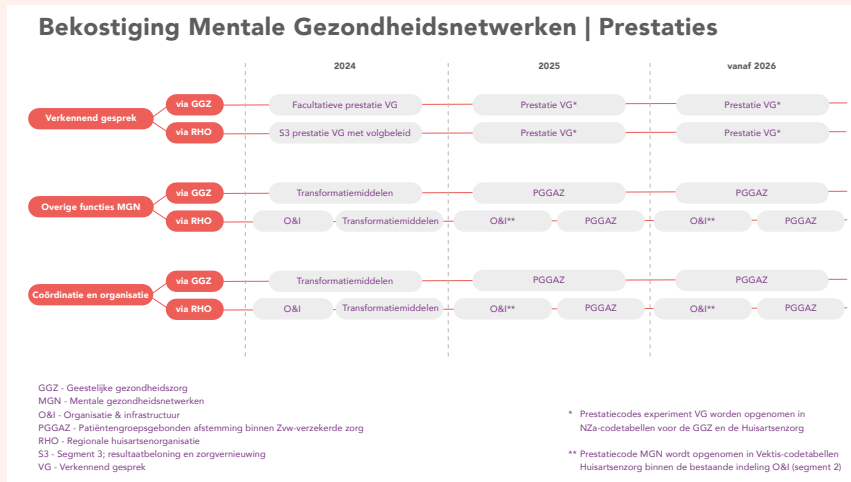 Bekostiging Mentale Gezondheidsnetwerken | Prestaties
2024 2025 vanaf 2026
Verkennend gesprek
via GGZ Facultatieve prestatie VG Prestatie VG* Prestatie VG*
via RHO S3 prestatie VG met volgbeleid Prestatie VG* Prestatie VG*
Overige functies MGN
via GGZ Transformatiemiddelen PGGAZ PGGAZ
via RHO O&I Transformatiemiddelen O&I** PGGAZ O&I** PGGAZ
Coördinatie en organisatie
via GGZ Transformatiemiddelen PGGAZ PGGAZ
via RHO O&I Transformatiemiddelen O&I** PGGAZ O&I** PGGAZ
GGZ - Geestelijke gezondheidszorg
MGN - Mentale gezondheidsnetwerken
O&I - Organisatie & infrastructuur
PGGAZ - Patiëntengroepsgebonden afstemming binnen Zvw-verzekerde zorg
RHO - Regionale huisartsenorganisatie
S3 - Segment 3; resultaatbeloning en zorgvernieuwing
VG - Verkennend gesprek
* Prestatiecodes experiment VG worden opgenomen in
NZa-codetabellen voor de GGZ en de Huisartsenzorg
** Prestatiecode MGN wordt opgenomen in Vektis-codetabellen
Huisartsenzorg binnen de bestaande indeling O&I (segment 2)